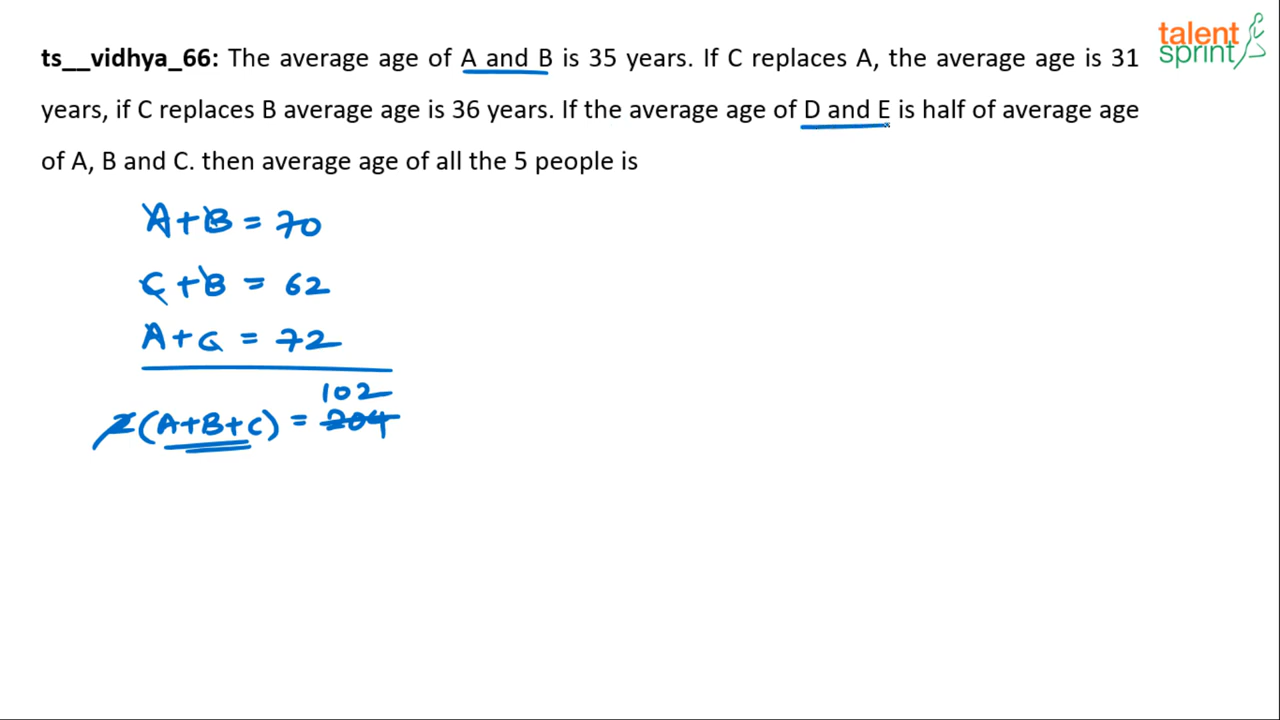 talent
sprint
ts__vidhya_66: The average age of A and B is 35 years. If C replaces A, the average age is 31
years, if C replaces B average age is 36 years. If the average age of D and E is half of average age
of A, B and C. then average age of all the 5 people is
A+B = 70
C+B = 62
A+C = 72
102
2(A+B+C) = 204